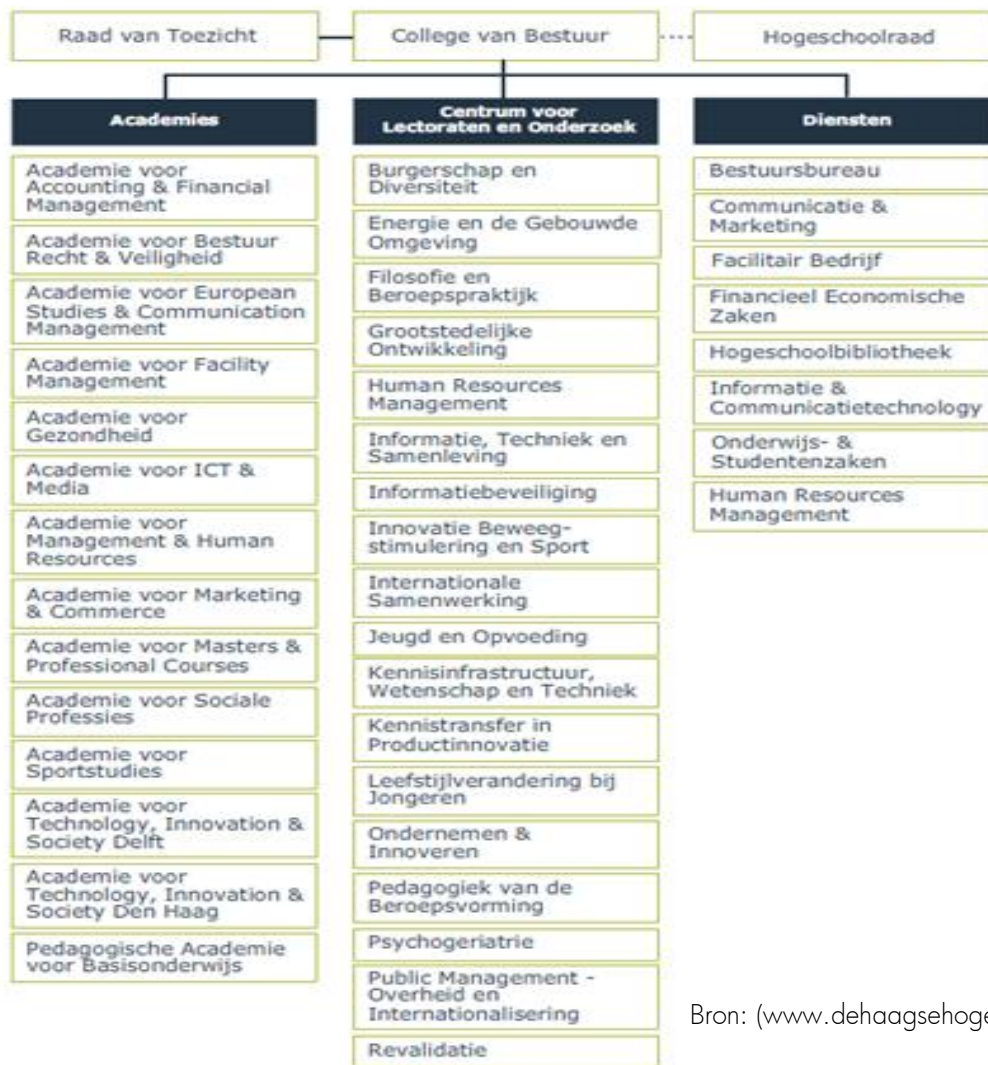 Raad van Toezicht
College van Bestuur
Hogeschoolraad
Academies
Academie voor
Accounting & Financial
Management
Academie voor Bestuur
Recht & Veiligheid
Academie voor European
Studies & Communication
Management
Academie voor Facility
Management
Academie voor
Gezondheid
Academie voor ICT &
Media
Academie voor
Management & Human
Resources
Academie voor Marketing
& Commerce
Academie voor Masters &
Professional Courses
Academie voor Sociale
Professies
Academie voor
Sportstudies
Academie voor
Technology, Innovation &
Society Delft
Academie voor
Technology, Innovation &
Society Den Haag
Pedagogische Academie
voor Basisonderwijs
Centrum voor
Lectoraten en Onderzoek
Burgerschap en
Diversiteit
Energie en de Gebouwde
Omgeving
Filosofie en
Beroepspraktijk
Grootstedelijke
Ontwikkeling
Human Resources
Management
Informatie, Techniek en
Samenleving
Informatiebeveiliging
Innovatie Beweeg-
stimulering en Sport
Internationale
Samenwerking
Jeugd en Opvoeding
Kennisinfrastructuur,
Wetenschap en Techniek
Kennistransfer in
Productinnovatie
Leefstijlverandering bij
Jongeren
Ondernemen &
Innoveren
Pedagogiek van de
Beroepsvorming
Psychogeriatrie
Public Management -
Overheid en
Internationalisering
Revalidatie
Diensten
Bestuursbureau
Communicatie &
Marketing
Facilitair Bedrijf
Financieel Economische
Zaken
Hogeschoolbibliotheek
Informatie &
Communicatietechnology
Onderwijs- &
Studentenzaken
Human Resources
Management
Bron: (www.dehaagsehoge